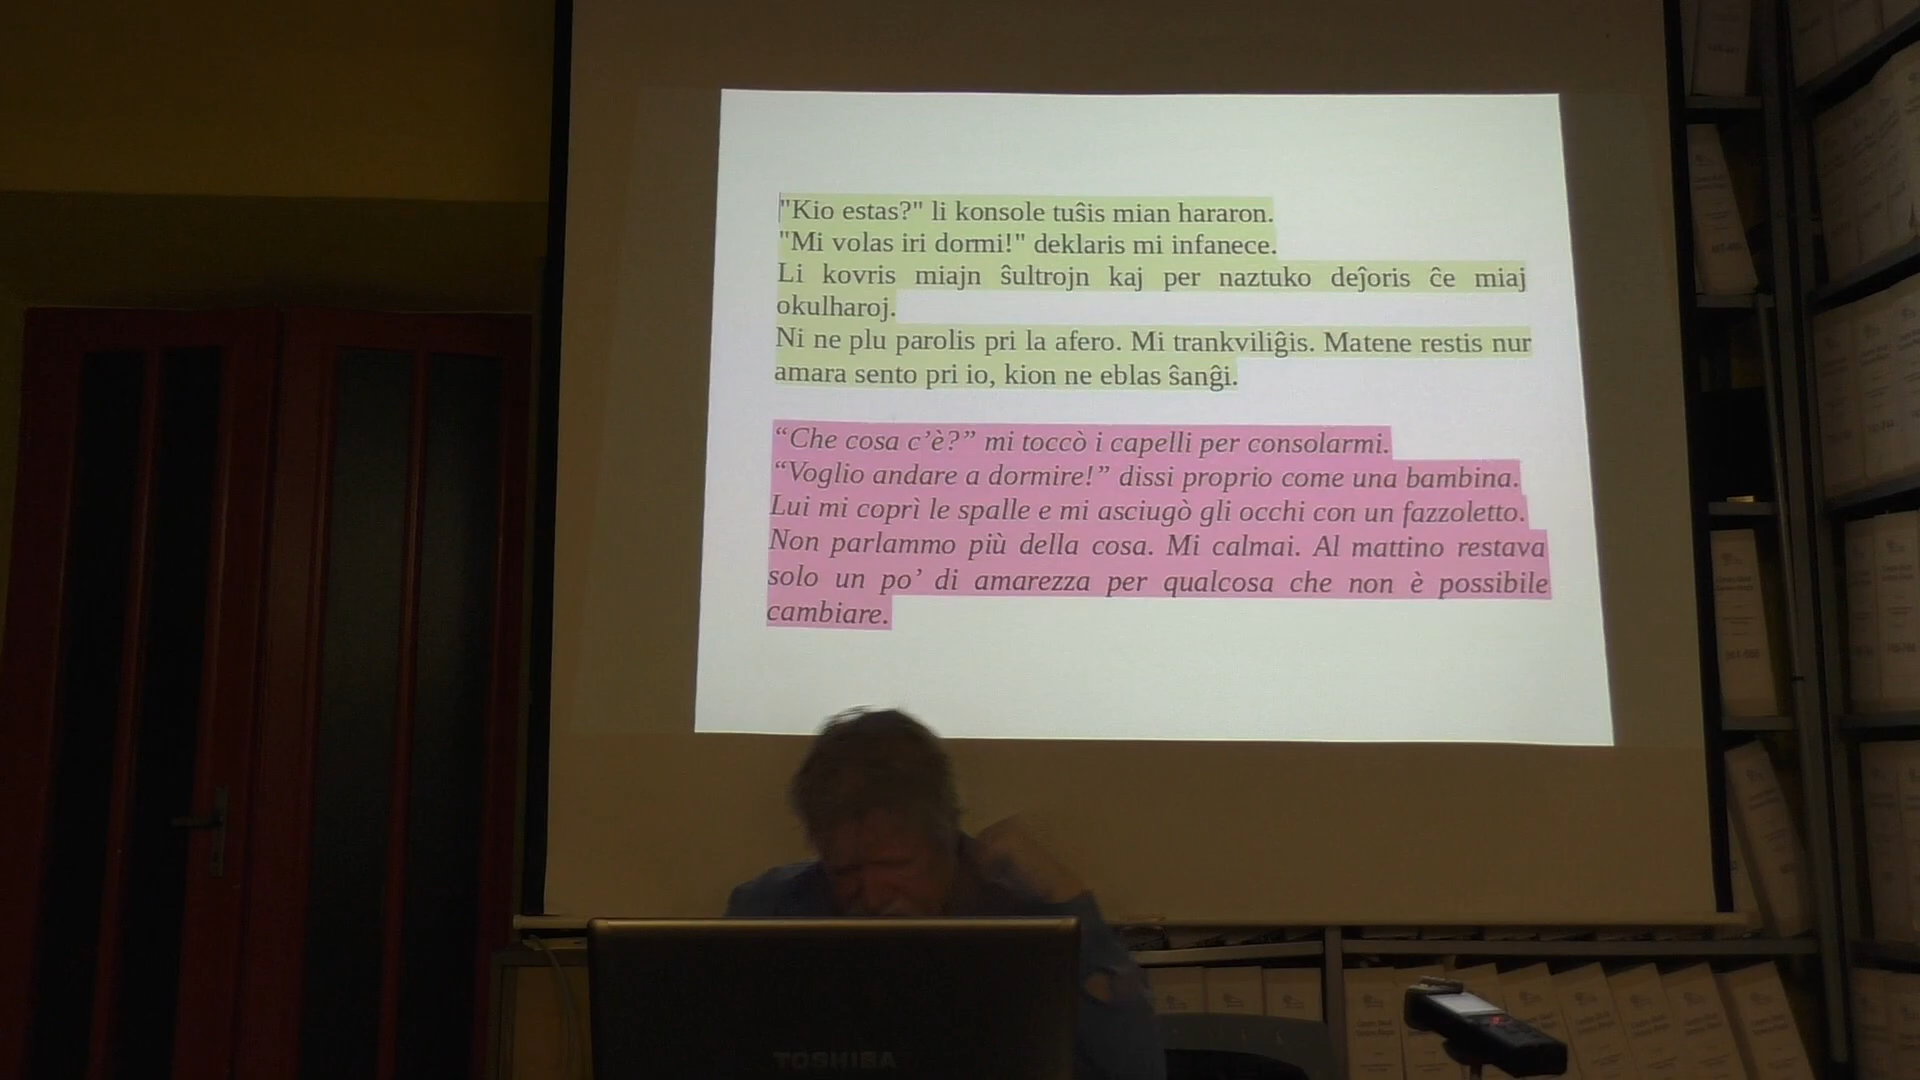 "Kio estas?" li konsole tuŝis mian hararon.
"Mi volas iri dormi!" deklaris mi infanece.
Li kovris miajn ŝultrojn kaj per naztuko deĵoris ĉe miaj
okulharoj.
Ni ne plu parolis pri la afero. Mi trankviliĝis. Matene restis nur
amara sento pri io, kion ne eblas ŝanĝi.
“Che cosa c’è?” mi toccò i capelli per consolarmi.
“Voglio andare a dormire!” dissi proprio come una bambina.
Lui mi coprì le spalle e mi asciugò gli occhi con un fazzoletto.
Non parlammo più della cosa. Mi calmai. Al mattino restava
solo un po’ di amarezza per qualcosa che non è possibile
cambiare.
TOSHIBA